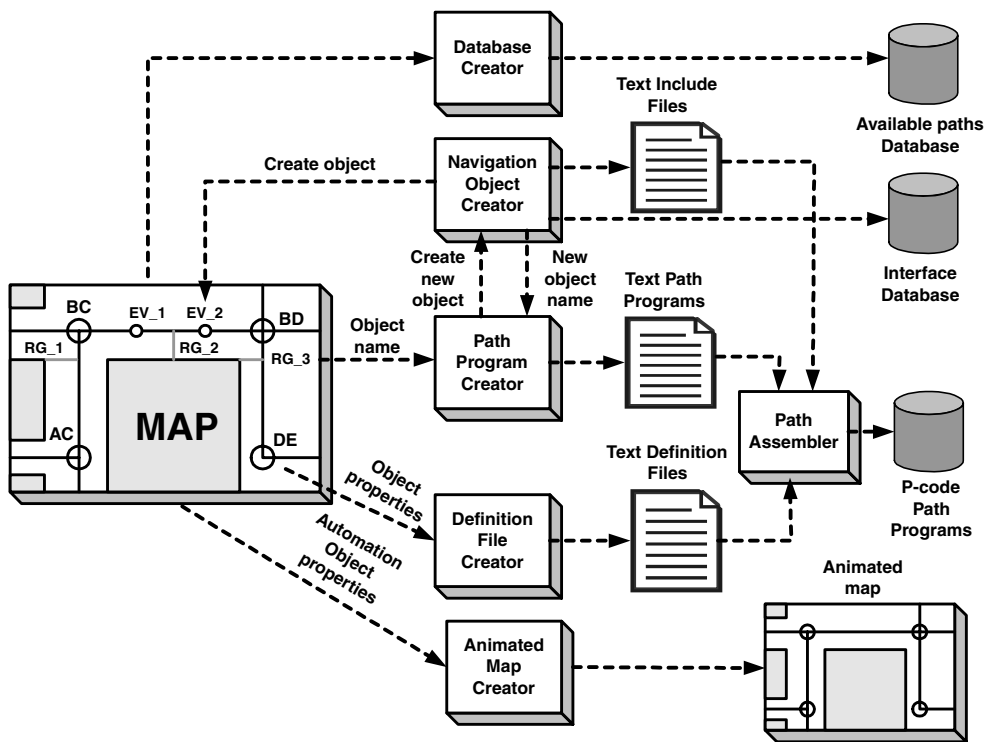 Database
Creator
Available paths
Database
Text Include
Files
Create object
Navigation
Object
Creator
Interface
Database
Create
new
object
New
object
name
Text Path
Programs
BC
EV_1
EV_2
BD
RG_1
RG_2
RG_3
MAP
AC
DE
Object
name
Path
Program
Creator
Path
Assembler
P-code
Path
Programs
Text Definition
Files
Object
properties
Definition
File
Creator
Automation
Object
properties
Animated
map
Animated
Map
Creator